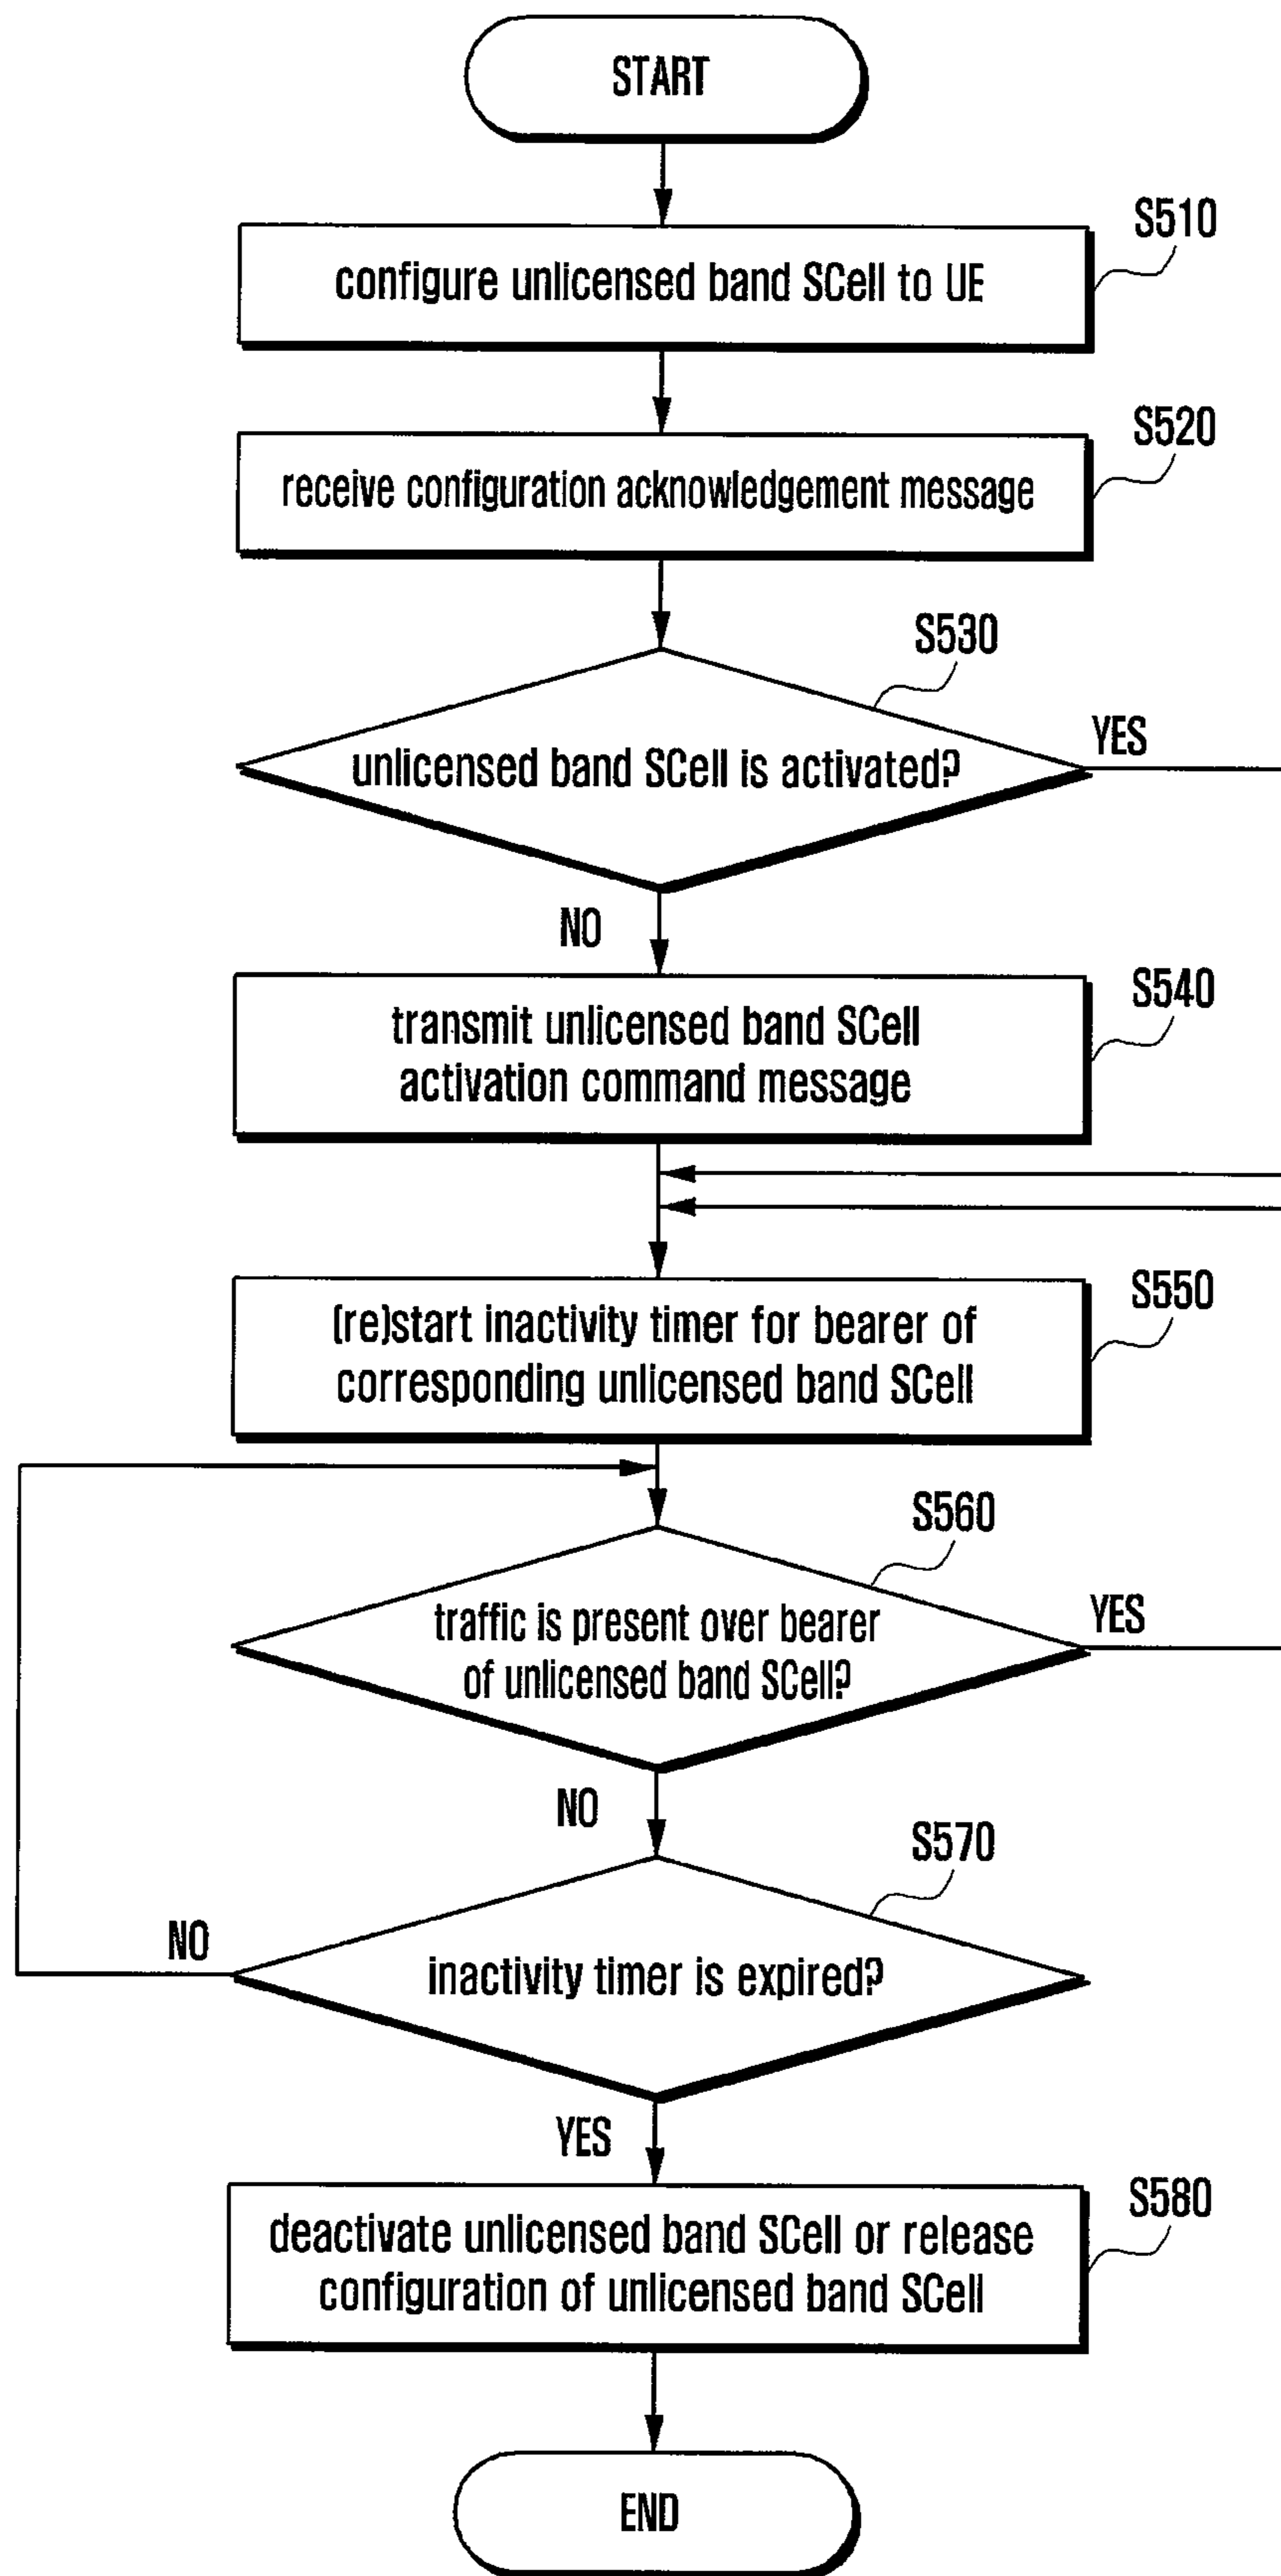 START
S510
configure unlicensed band SCell to UE
S520
receive configuration acknowledgement message
S530
unlicensed band SCell is activated?
YES
NO
S540
transmit unlicensed band SCell
activation command message
S550
(re)start inactivity timer for bearer of
corresponding unlicensed band SCell
S560
traffic is present over bearer
of unlicensed band SCell?
YES
NO
S570
inactivity timer is expired?
NO
YES
S580
deactivate unlicensed band SCell or release
configuration of unlicensed band SCell
END